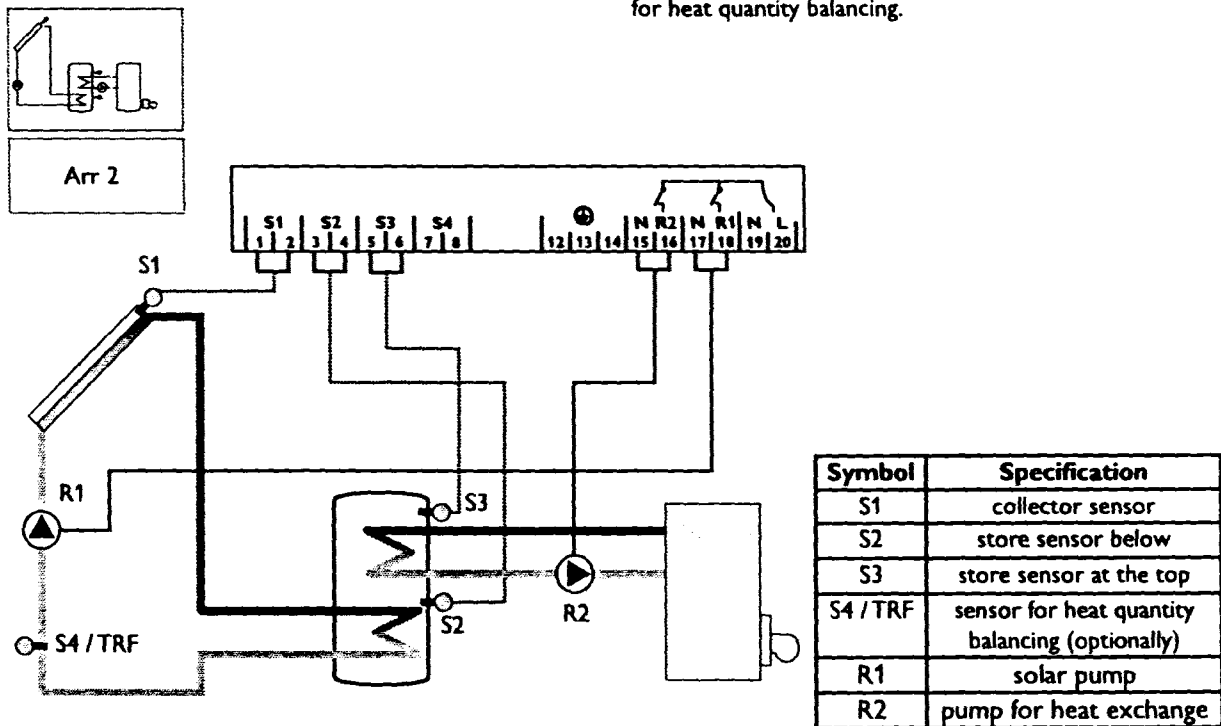 for heat quantity balancing.
Arr 2
S1 S2 S3 S4 N R2 N R1 N L
1 2 3 4 5 6 7 8 12 13 14 15 16 17 18 19 20
S1
R1
S3
S2
R2
S4 / TRF
Symbol Specification
S1 collector sensor
S2 store sensor below
S3 store sensor at the top
S4 / TRF sensor for heat quantity
balancing (optionally)
R1 solar pump
R2 pump for heat exchange